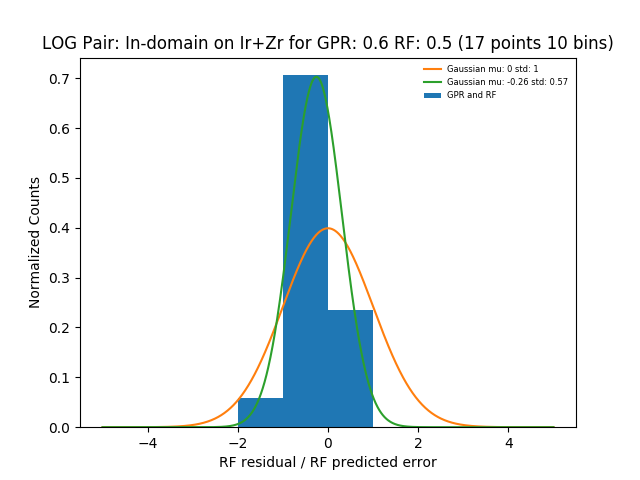 LOG Pair: In-domain on Ir+Zr for GPR: 0.6 RF: 0.5 (17 points 10 bins)
Gaussian mu: 0 std: 1
Gaussian mu: -0.26 std: 0.57
GPR and RF
Normalized Counts
0.7
0.6
0.5
0.4
0.3
0.2
0.1
0.0
−4 −2 0 2 4
RF residual / RF predicted error